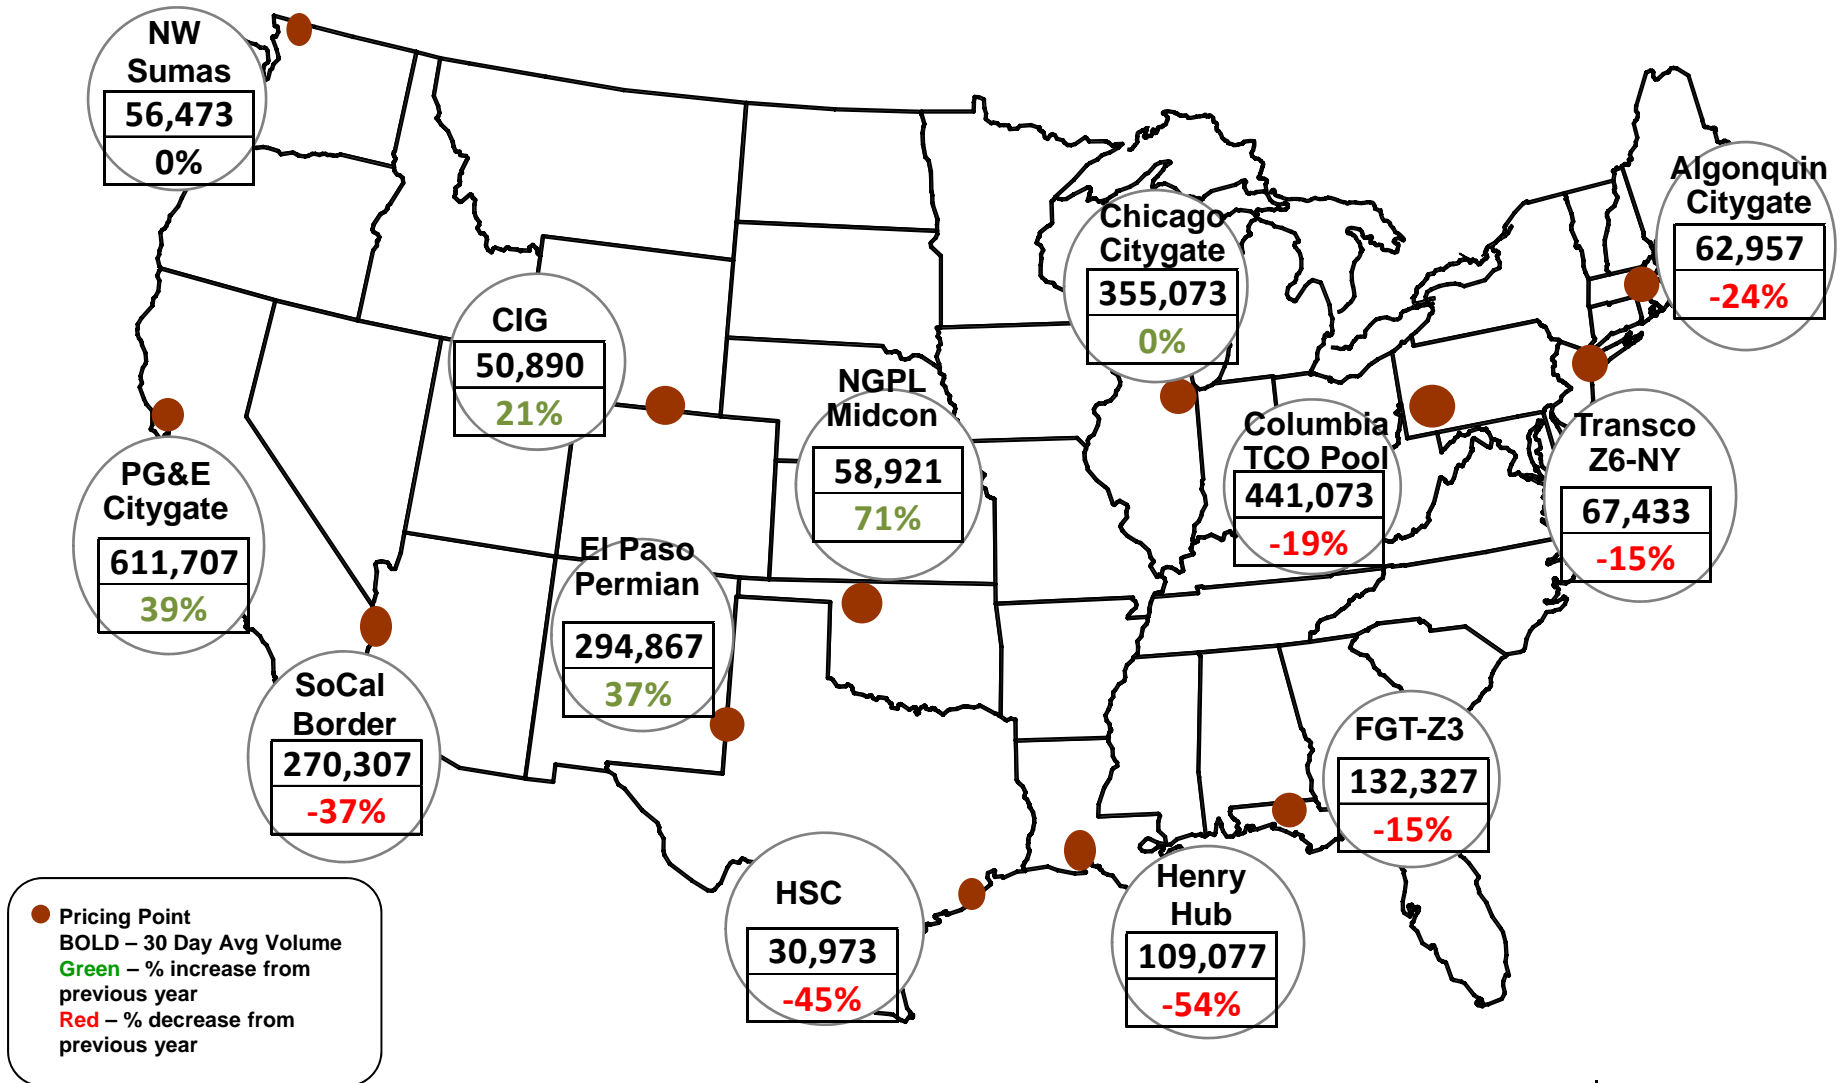 NW
Sumas
56,473
0%
Algonquin
Citygate
62,957
-24%
Chicago
Citygate
355,073
0%
CIG
50,890
21%
NGPL
Midcon
58,921
71%
Columbia
TCO Pool
441,073
-19%
Transco
Z6-NY
67,433
-15%
PG&E
Citygate
611,707
39%
El Paso
Permian
294,867
37%
SoCal
Border
270,307
-37%
FGT-Z3
132,327
-15%
HSC
30,973
-45%
Henry
Hub
109,077
-54%
Pricing Point
BOLD – 30 Day Avg Volume
Green – % increase from
previous year
Red – % decrease from
previous year